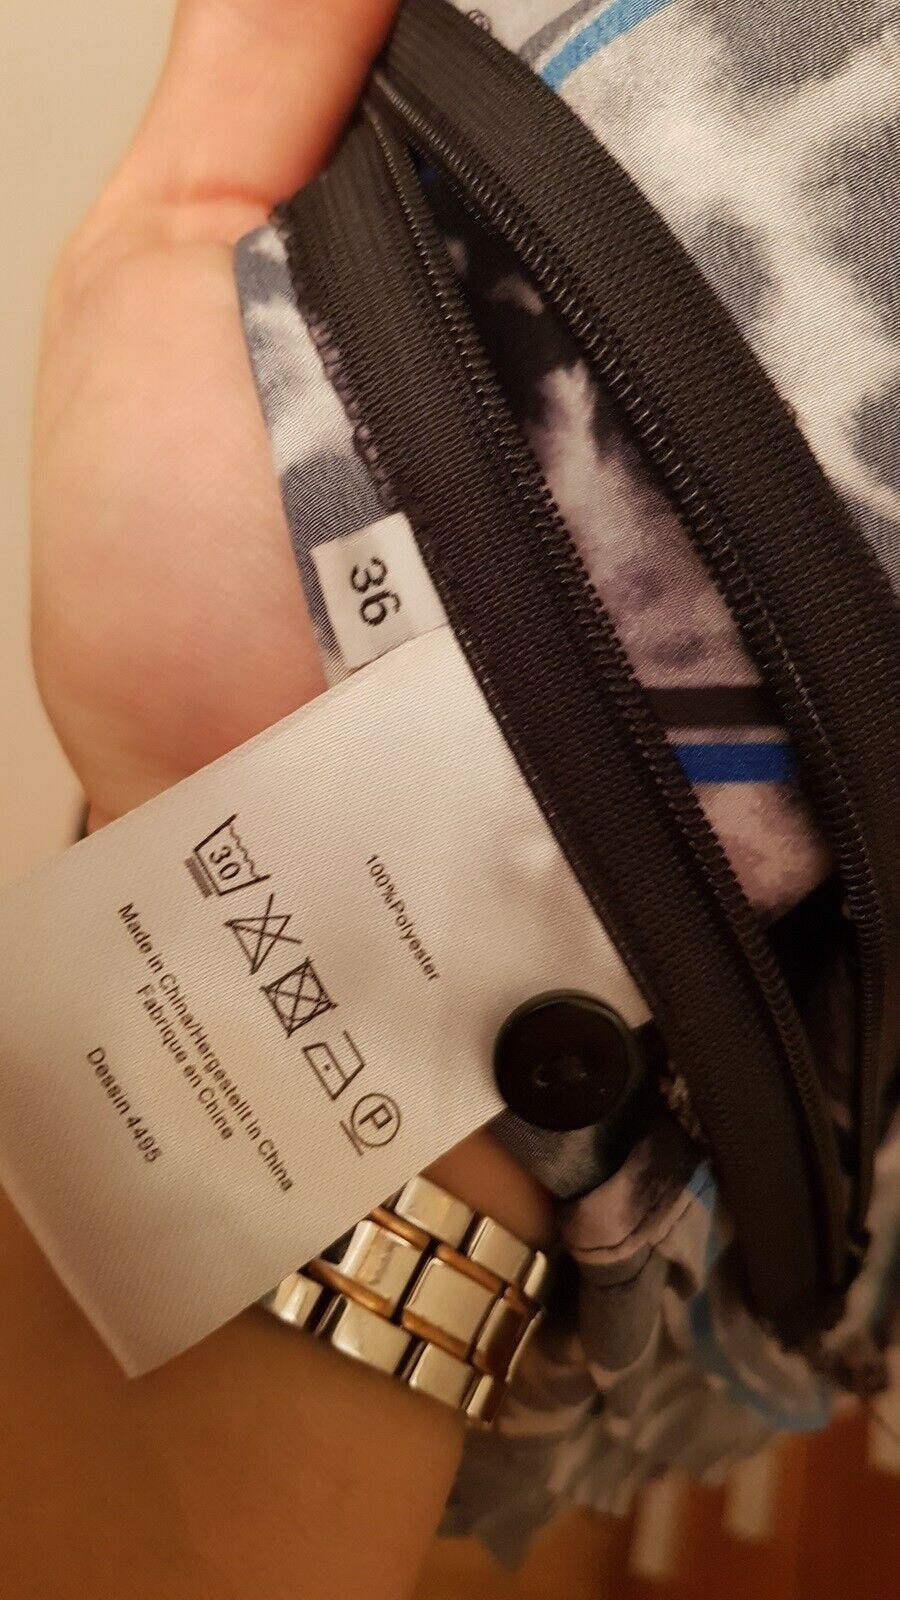 36
100%Polyester
30
P
Made in China/Hergestellt in China
Fabrique en Chine
Dessin 4495